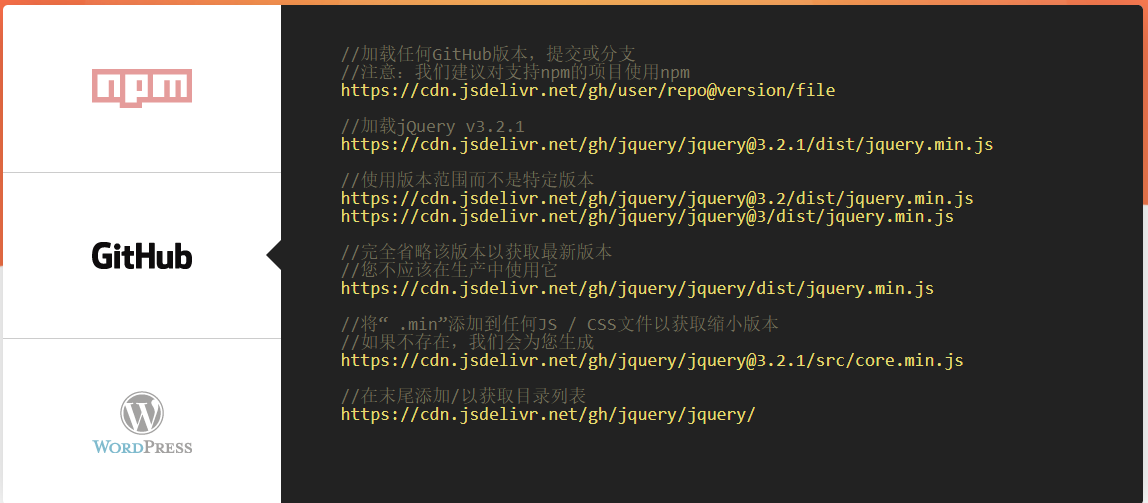 npm
GitHub
WORDPRESS
//加载任何GitHub版本，提交或分支
//注意：我们建议对支持npm的项目使用npm
https://cdn.jsdelivr.net/gh/user/repo@version/file
//加载jQuery v3.2.1
https://cdn.jsdelivr.net/gh/jquery/jquery@3.2.1/dist/jquery.min.js
//使用版本范围而不是特定版本
https://cdn.jsdelivr.net/gh/jquery/jquery@3.2/dist/jquery.min.js
https://cdn.jsdelivr.net/gh/jquery/jquery@3/dist/jquery.min.js
//完全省略该版本以获取最新版本
//您不应该在生产中使用它
https://cdn.jsdelivr.net/gh/jquery/jquery/dist/jquery.min.js
//将“ .min”添加到任何JS / CSS文件以获取缩小版本
//如果不存在，我们会为您生成
https://cdn.jsdelivr.net/gh/jquery/jquery@3.2.1/src/core.min.js
//在末尾添加/以获取目录列表
https://cdn.jsdelivr.net/gh/jquery/jquery/